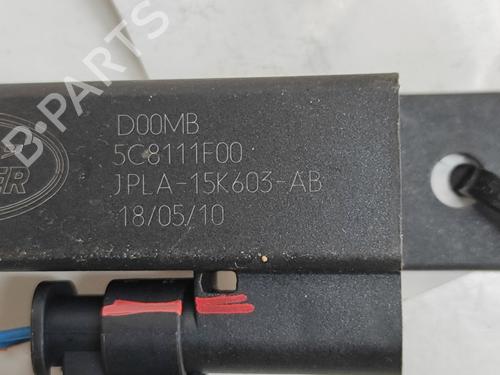 D00MB
5C8111F00
JPLA-15K603-AB
18/05/10
B-PARTS